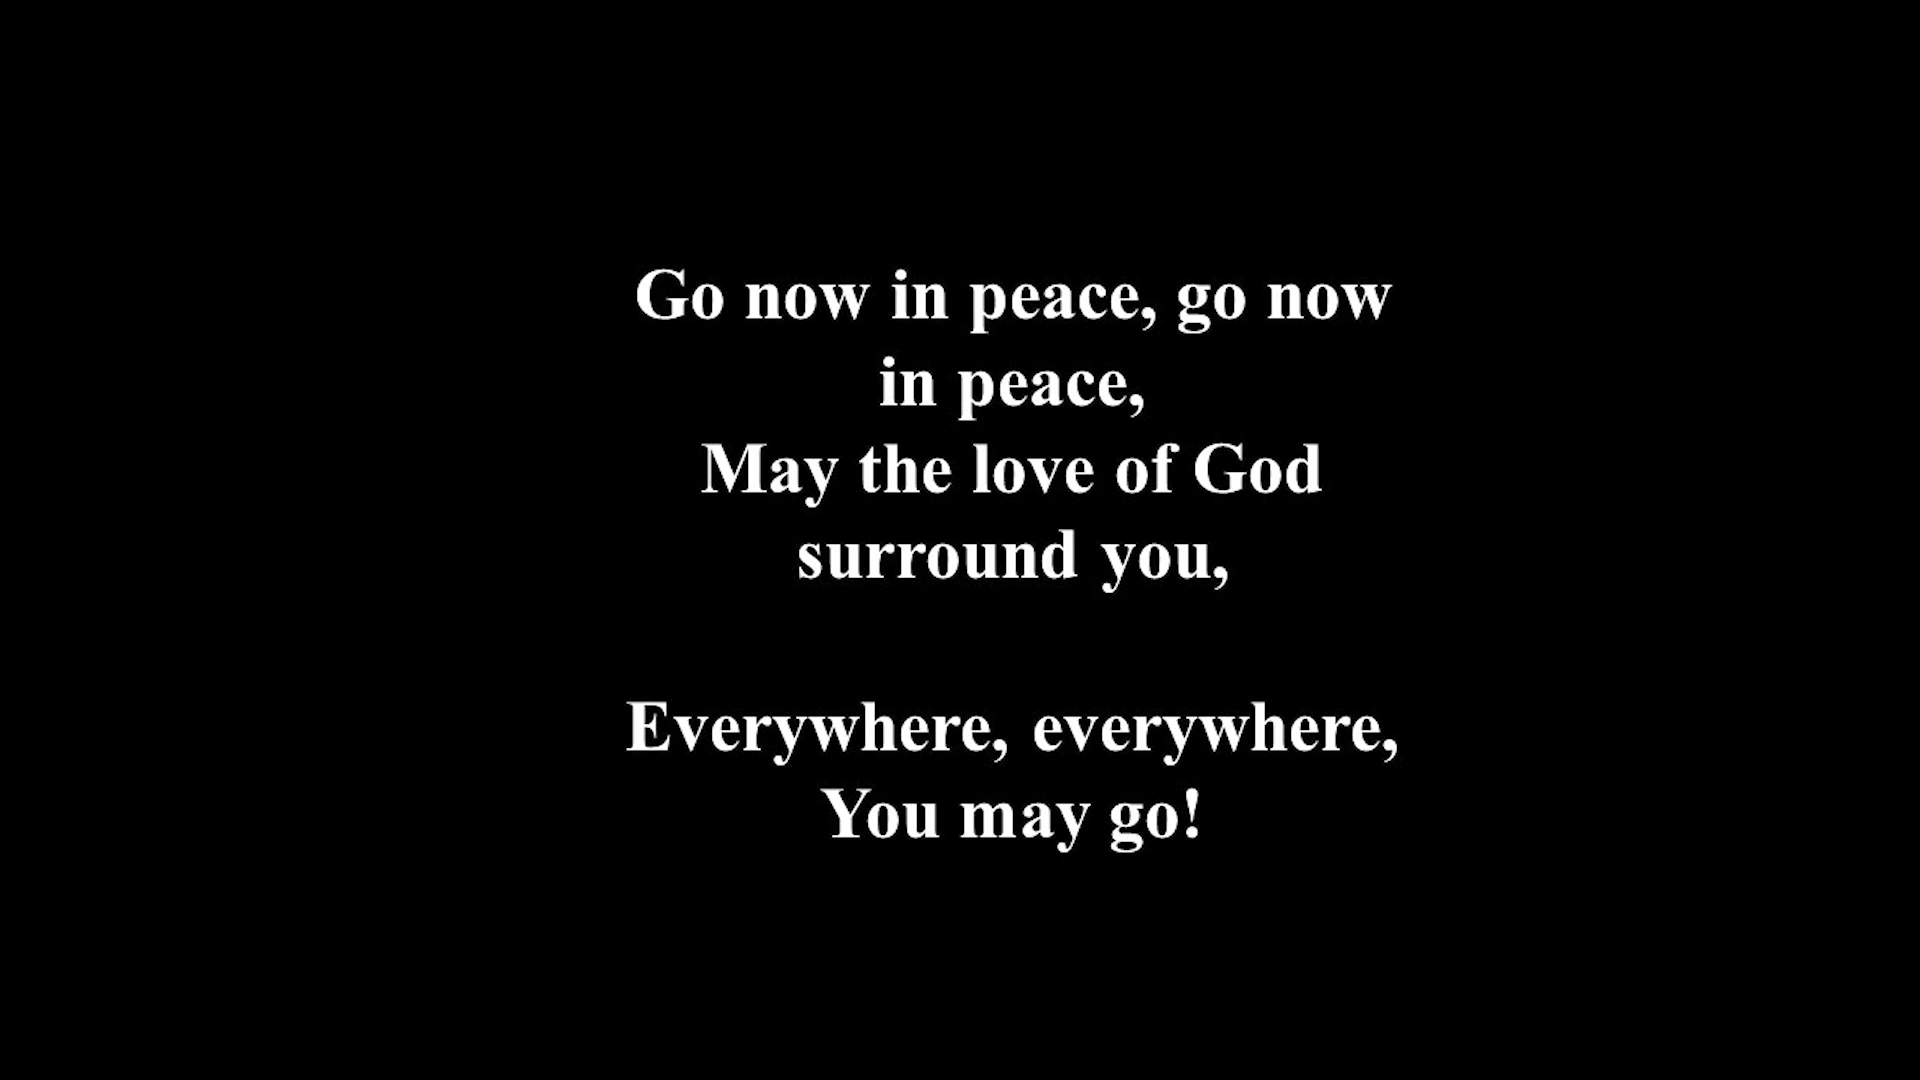 Go now in peace, go now
in peace,
May the love of God
surround you,
Everywhere, everywhere,
You may go!